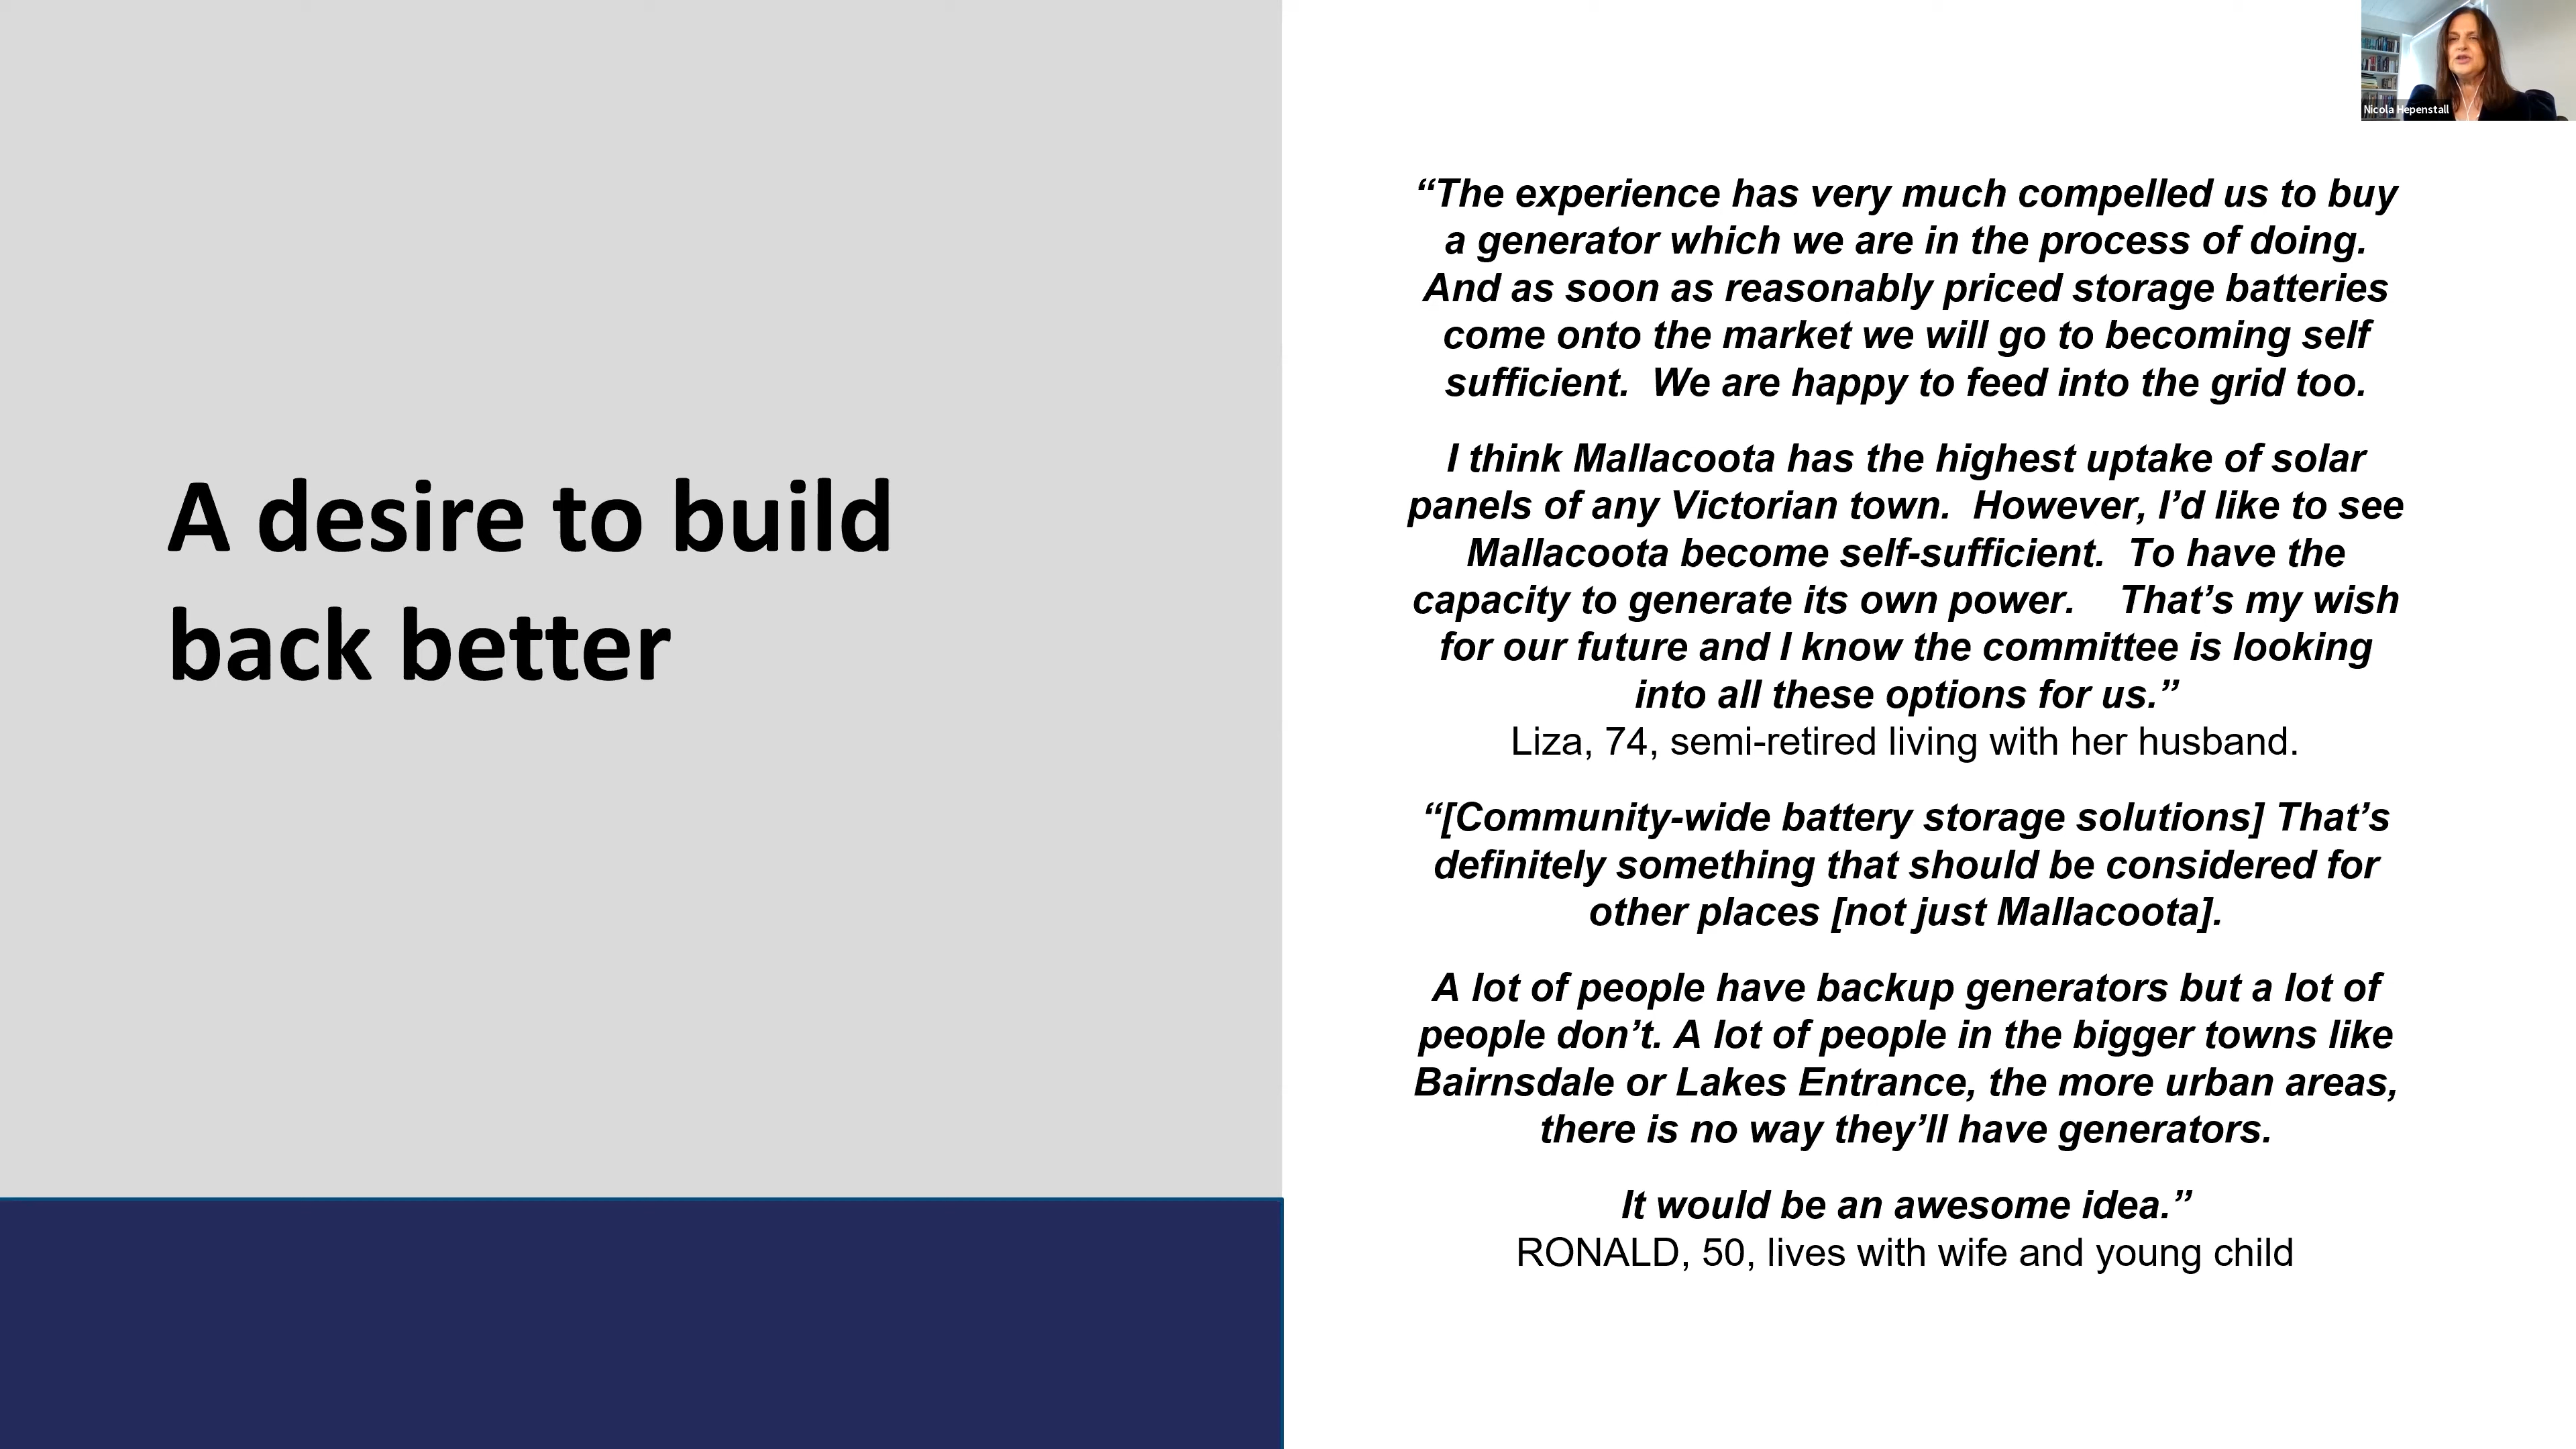 Nicola Hepenstall
A desire to build
back better
“The experience has very much compelled us to buy
a generator which we are in the process of doing.
And as soon as reasonably priced storage batteries
come onto the market we will go to becoming self
sufficient.  We are happy to feed into the grid too.
I think Mallacoota has the highest uptake of solar
panels of any Victorian town.  However, I’d like to see
Mallacoota become self-sufficient.  To have the
capacity to generate its own power.    That’s my wish
for our future and I know the committee is looking
into all these options for us.”
Liza, 74, semi-retired living with her husband.
“[Community-wide battery storage solutions] That’s
definitely something that should be considered for
other places [not just Mallacoota].
A lot of people have backup generators but a lot of
people don’t. A lot of people in the bigger towns like
Bairnsdale or Lakes Entrance, the more urban areas,
there is no way they’ll have generators.
It would be an awesome idea.”
RONALD, 50, lives with wife and young child